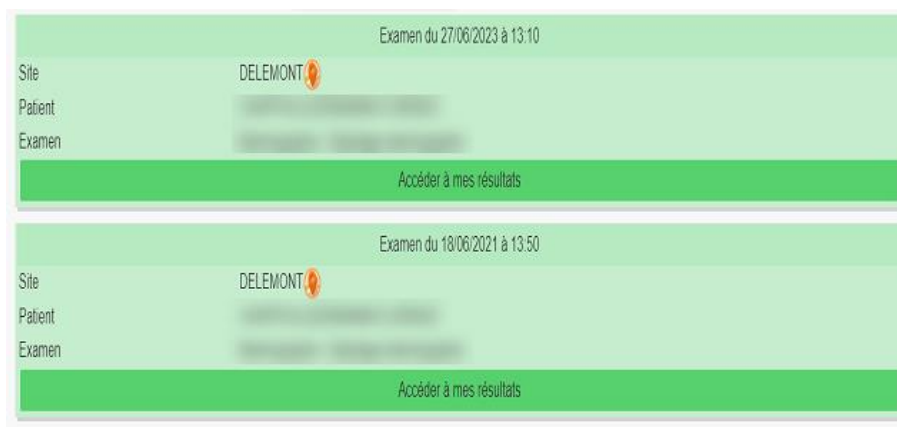 Examen du 27/06/2023 à 13:10
Site DELEMONT
Patient
Examen
Accéder à mes résultats
Examen du 18/06/2021 à 13:50
Site DELEMONT
Patient
Examen
Accéder à mes résultats